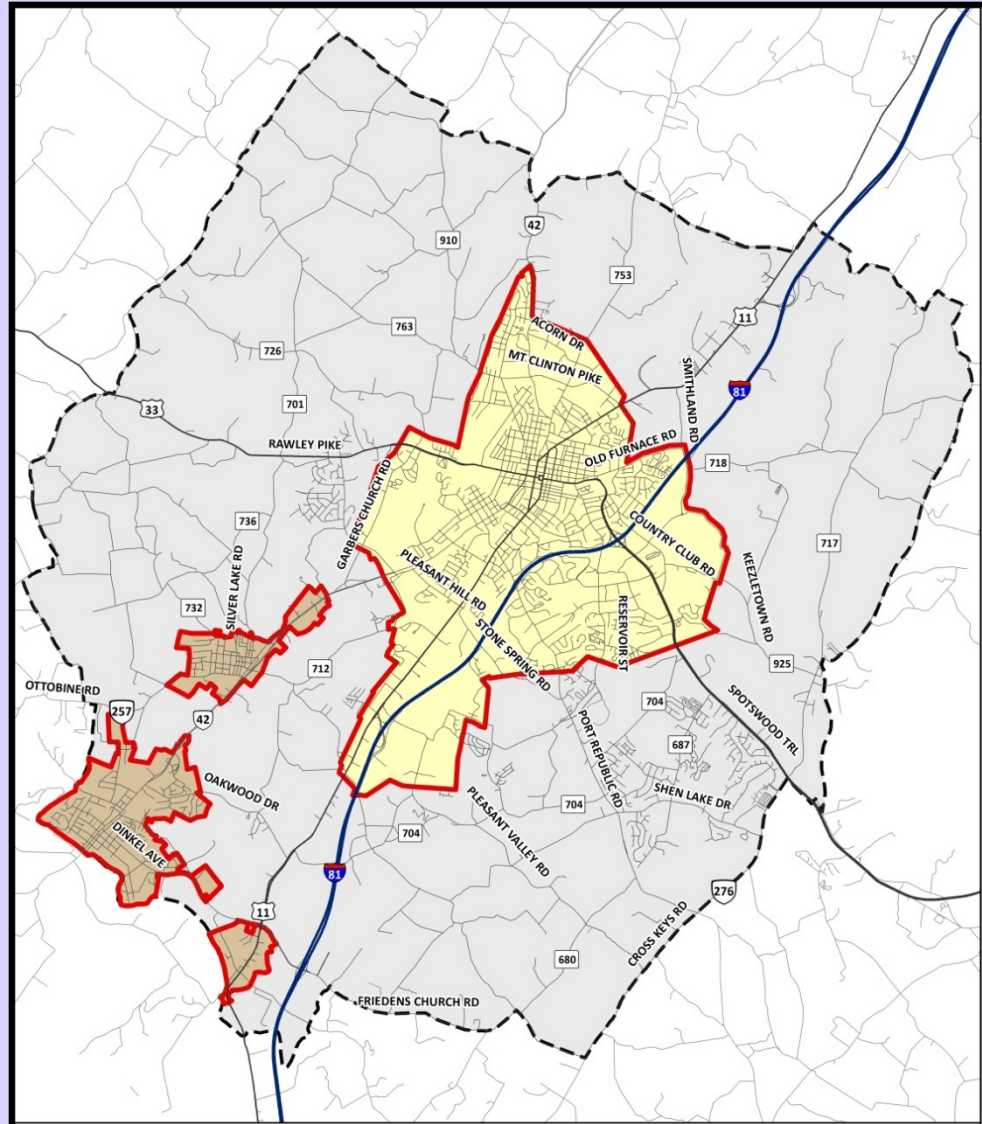 42
910
753
11
763
ACORN DR
MT CLINTON PIKE
726
SMITHLAND RD
81
701
33
RAWLEY PIKE
OLD FURNACE RD
718
GARBERS CHURCH RD
COUNTRY CLUB RD
736
717
SILVER LAKE RD
PLEASANT HILL RD
KEEZLETOWN RD
732
STONE SPRING RD
RESERVOIR ST
712
925
OTTOBINE RD
257
42
704
SPOTSWOOD TRL
PORT REPUBLIC RD
687
OAKWOOD DR
SHEN LAKE DR
704
704
DINKEL AVE
PLEASANT VALLEY RD
81
276
11
CROSS KEYS RD
680
FRIEDENS CHURCH RD